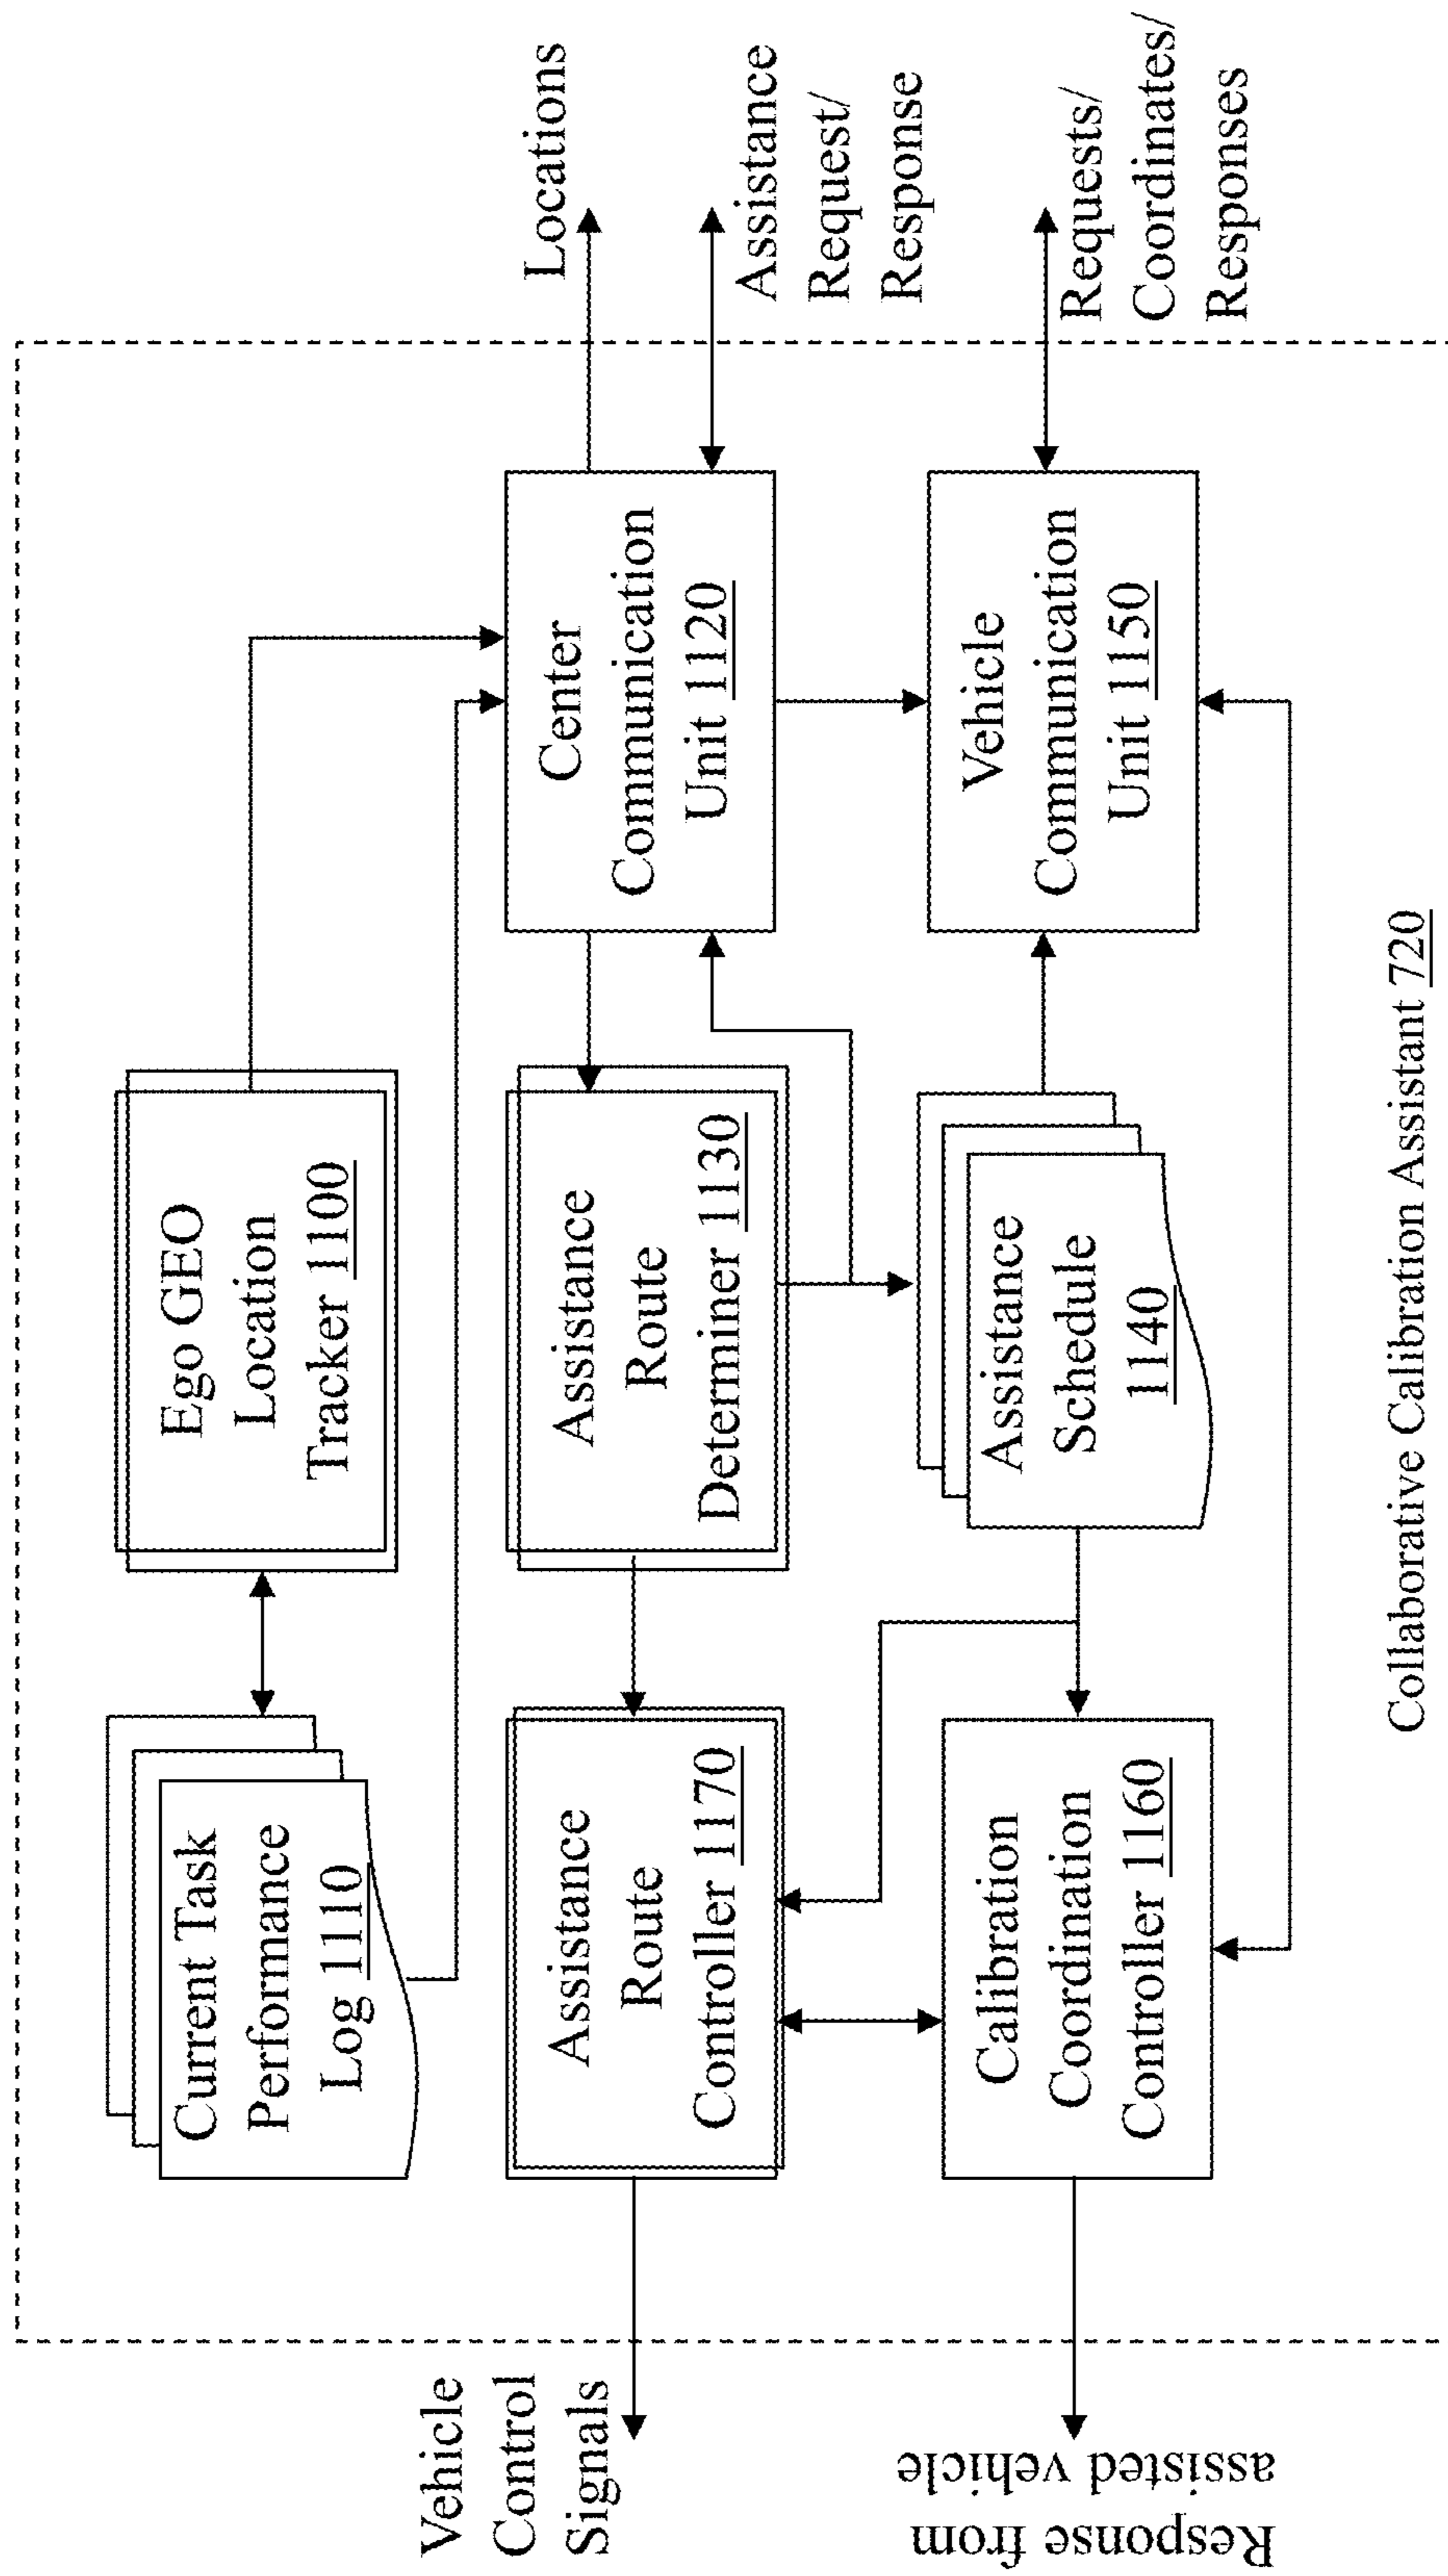 Current Task
Performance
Log 1110
Ego GEO
Location
Tracker 1100
Locations
Vehicle
Control
Signals
Assistance
Route
Controller 1170
Assistance
Route
Determiner 1130
Center
Communication
Unit 1120
Assistance
Request/
Response
Response from
assisted vehicle
Calibration
Coordination
Controller 1160
Assistance
Schedule
1140
Vehicle
Communication
Unit 1150
Requests/
Coordinates/
Responses
Collaborative Calibration Assistant 720